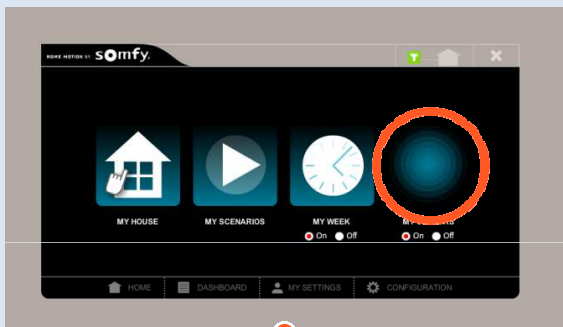 HOME MOTION BY somfy.
T
MY HOUSE MY SCENARIOS MY WEEK
On Off On Off
HOME DASHBOARD MY SETTINGS CONFIGURATION